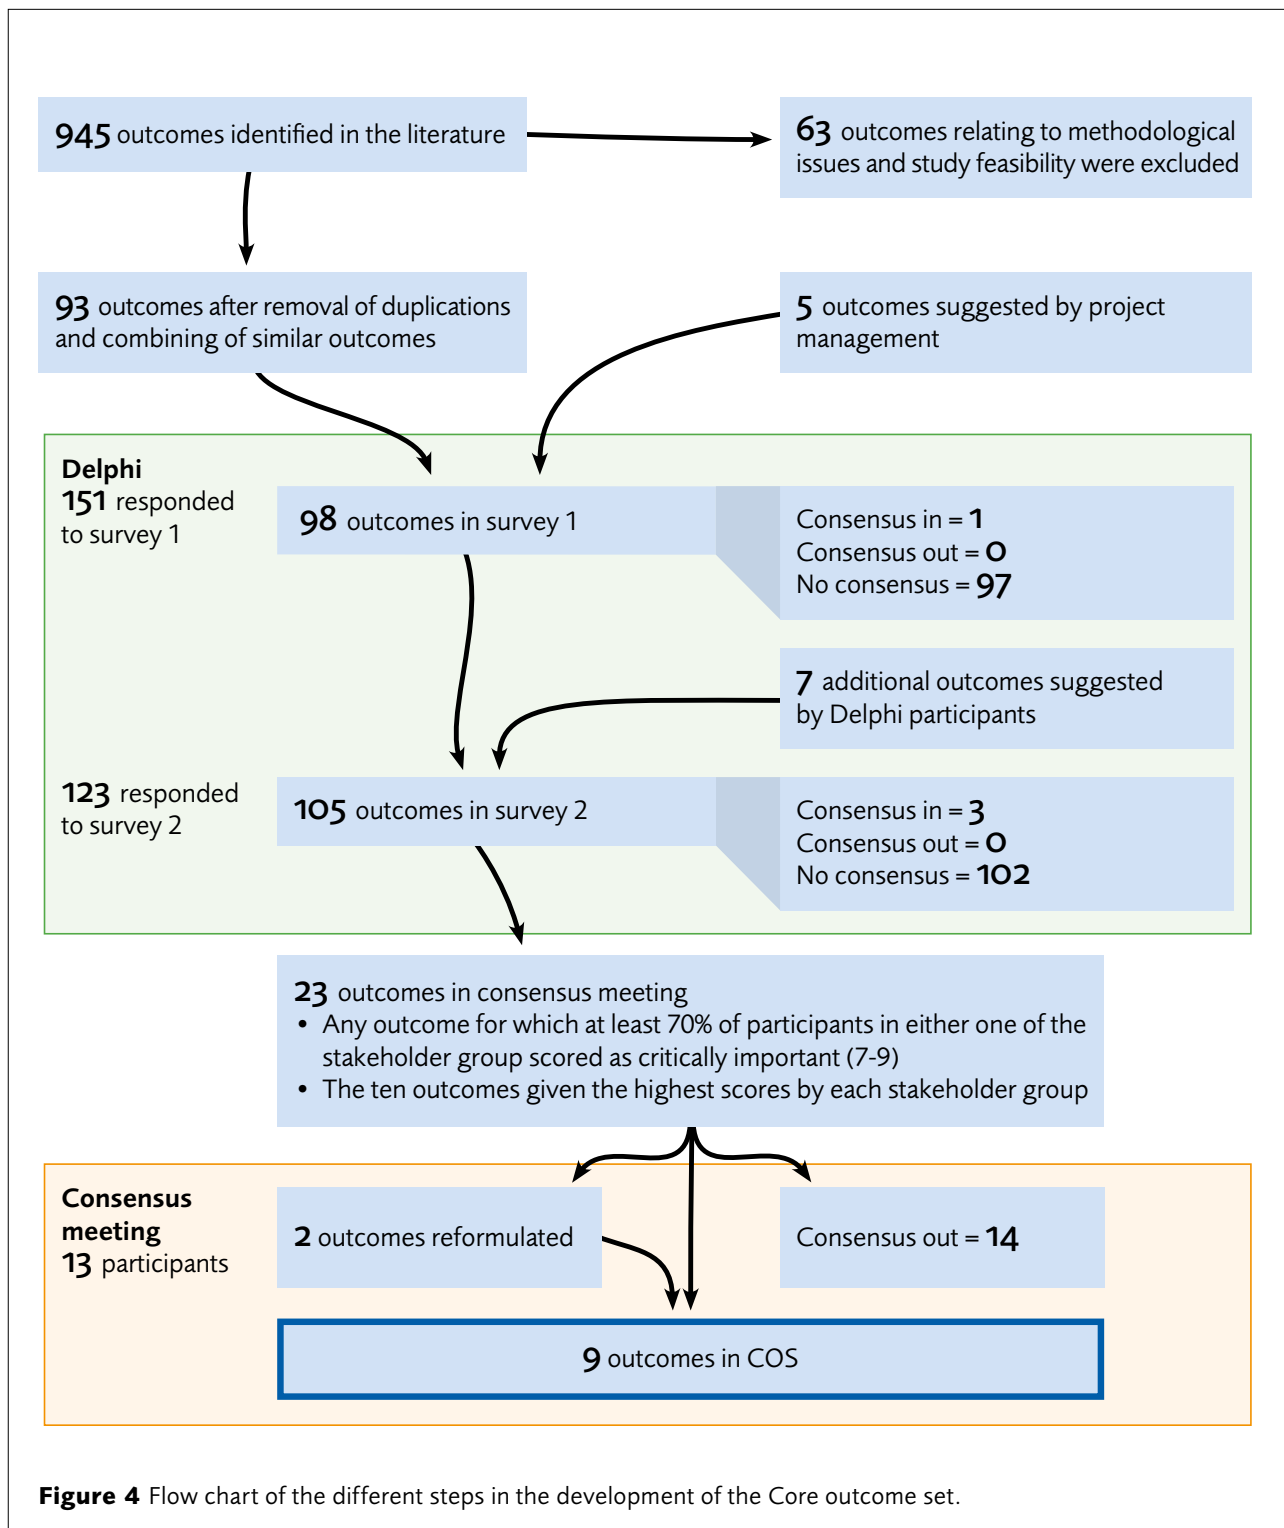 945 outcomes identified in the literature
63 outcomes relating to methodological
issues and study feasibility were excluded
93 outcomes after removal of duplications
and combining of similar outcomes
5 outcomes suggested by project
management
Delphi
151 responded
to survey 1
98 outcomes in survey 1
Consensus in = 1
Consensus out = 0
No consensus = 97
7 additional outcomes suggested
by Delphi participants
123 responded
to survey 2
105 outcomes in survey 2
Consensus in = 3
Consensus out = 0
No consensus = 102
23 outcomes in consensus meeting
• Any outcome for which at least 70% of participants in either one of the
stakeholder group scored as critically important (7-9)
• The ten outcomes given the highest scores by each stakeholder group
Consensus
meeting
13 participants
2 outcomes reformulated
Consensus out = 14
9 outcomes in COS
Figure 4 Flow chart of the different steps in the development of the Core outcome set.